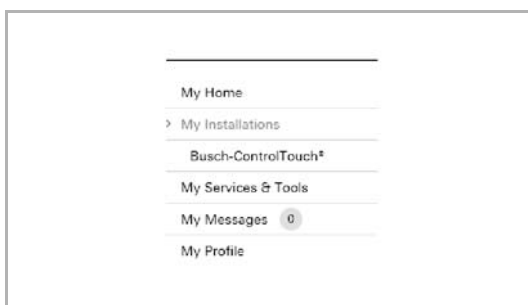 My Home
> My Installations
Busch-ControlTouch®
My Services & Tools
My Messages 0
My Profile